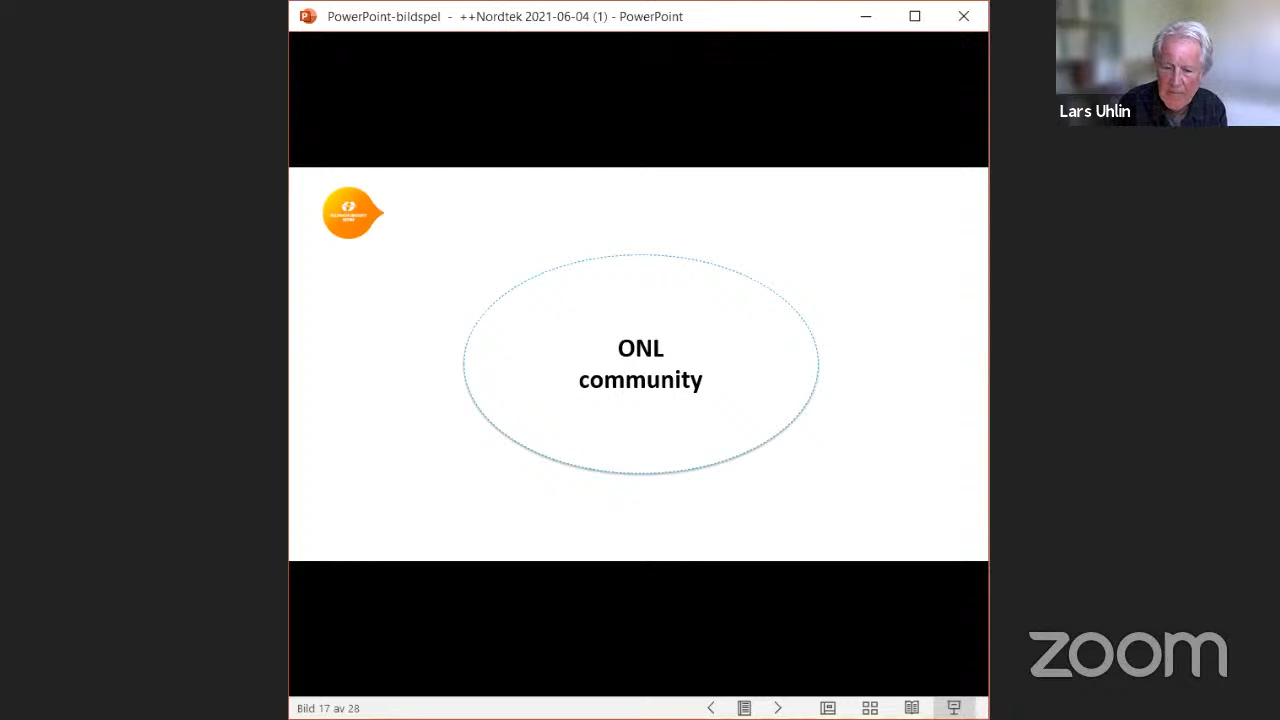 PowerPoint-bildspel - ++Nordtek 2021-06-04 (1) - PowerPoint
Lars Uhlin
ONL
community
zoom
Bild 17 av 28